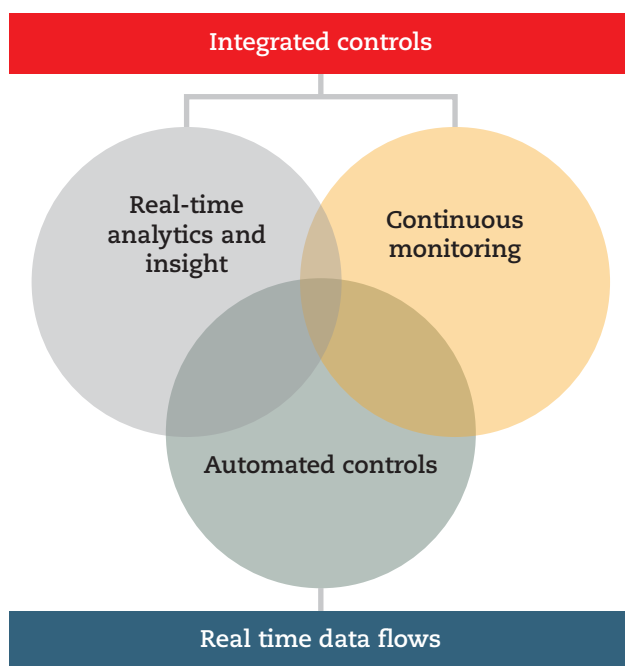 Integrated controls
Real-time
analytics and
insight
Continuous
monitoring
Automated controls
Real time data flows